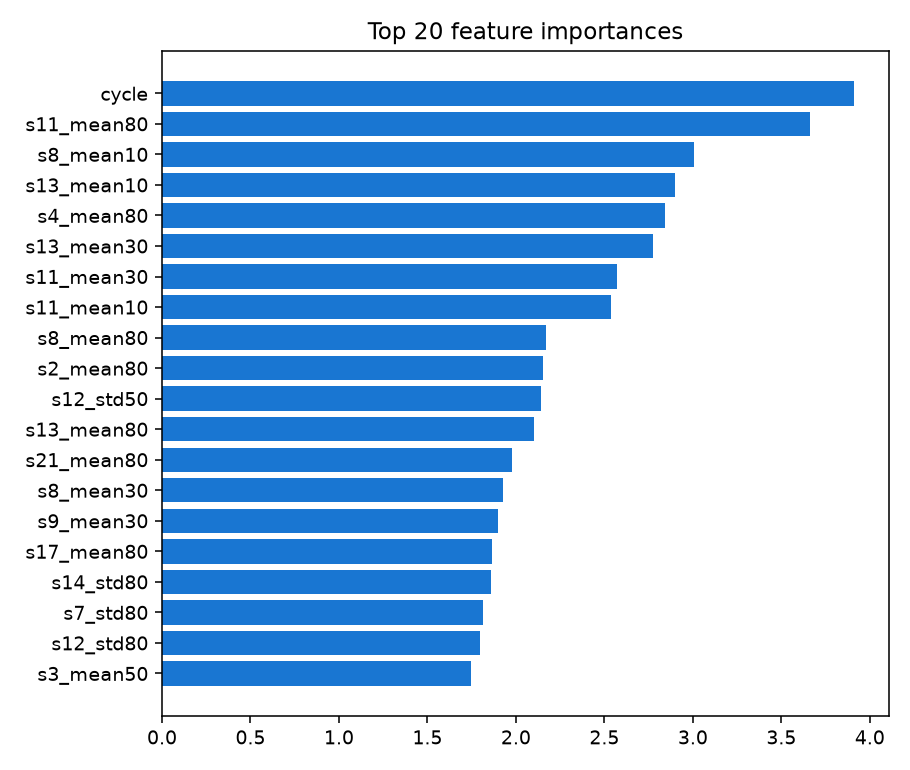 Top 20 feature importances
cycle
s11_mean80
s8_mean10
s13_mean10
s4_mean80
s13_mean30
s11_mean30
s11_mean10
s8_mean80
s2_mean80
s12_std50
s13_mean80
s21_mean80
s8_mean30
s9_mean30
s17_mean80
s14_std80
s7_std80
s12_std80
s3_mean50
0.0 0.5 1.0 1.5 2.0 2.5 3.0 3.5 4.0